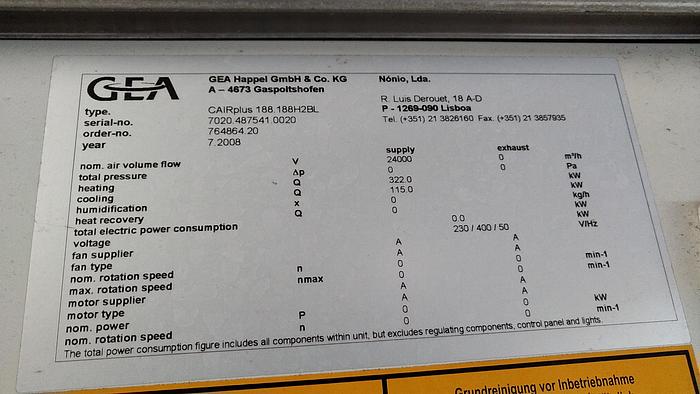 GEA
GEA Happel GmbH & Co. KG
A – 4673 Gaspoltshofen
Nónio, Lda.
R. Luis Derouet, 18 A-D
P - 1269-090 Lisboa
Tel. (+351) 21 3826160 Fax. (+351) 21 3857935
type. CAIRplus 188.188H2BL
serial-no. 7020.487541.0020
order-no. 764864.20
year 7.2008
supply exhaust
nom. air volume flow V 24000 0 m³/h
total pressure Δp 0 0 Pa
heating Q 322.0 kW
cooling Q 115.0 kW
humidification x 0 kg/h
heat recovery Q 0 kW
total electric power consumption 0.0 kW
voltage 230 / 400 / 50 V/Hz
fan supplier A A
fan type A A
nom. rotation speed n 0 0 min-1
max. rotation speed nmax 0 0 min-1
motor supplier A A
motor type A A
nom. power P 0 0 kW
nom. rotation speed n 0 0 min-1
The total power consumption figure includes all components within unit, but excludes regulating components, control panel and lights.
Grundreinigung vor Inbetriebnahme